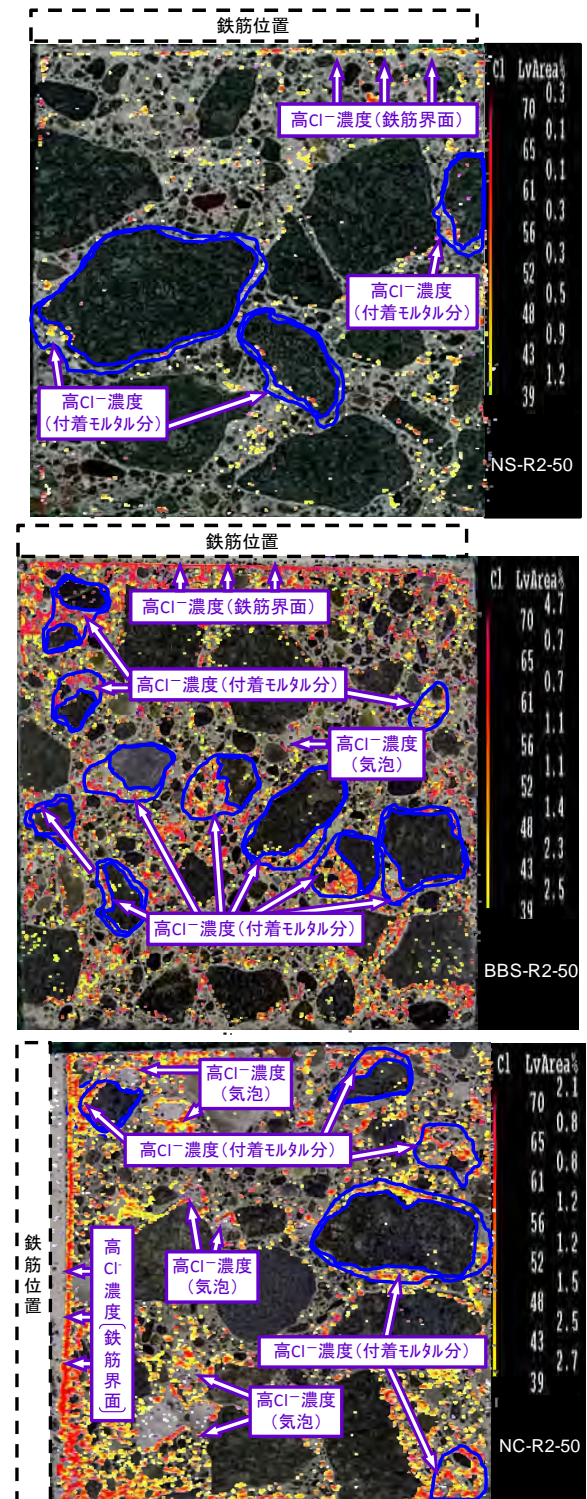 鉄筋位置
Cl LvArea%
0.3
70
0.1
65
0.1
61
0.3
56
0.3
52
0.5
48
0.9
43
1.2
39
高Cl⁻濃度(鉄筋界面)
高Cl⁻濃度
(付着モルタル分)
高Cl⁻濃度
(付着モルタル分)
NS-R2-50
鉄筋位置
Cl LvArea%
4.7
70
0.7
65
0.7
61
1.1
56
1.1
52
1.4
48
2.3
43
2.5
39
高Cl⁻濃度(鉄筋界面)
高Cl⁻濃度(付着モルタル分)
高Cl⁻濃度
(気泡)
高Cl⁻濃度(付着モルタル分)
BBS-R2-50
鉄筋位置
Cl LvArea%
2.1
70
0.8
65
0.8
61
1.2
56
1.2
52
1.5
48
2.5
43
2.7
39
高Cl⁻濃度
(気泡)
高Cl⁻濃度(付着モルタル分)
高Cl⁻濃度(鉄筋界面)
高Cl⁻濃度
(気泡)
高Cl⁻濃度(付着モルタル分)
高Cl⁻濃度
(気泡)
NC-R2-50